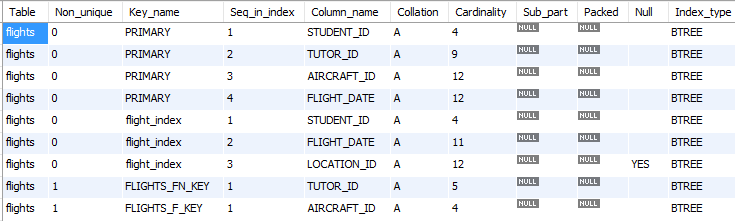 Table Non_unique Key_name Seq_in_index Column_name Collation Cardinality Sub_part Packed Null Index_type
flights 0 PRIMARY 1 STUDENT_ID A 4 NULL NULL BTREE
flights 0 PRIMARY 2 TUTOR_ID A 9 NULL NULL BTREE
flights 0 PRIMARY 3 AIRCRAFT_ID A 12 NULL NULL BTREE
flights 0 PRIMARY 4 FLIGHT_DATE A 12 NULL NULL BTREE
flights 0 flight_index 1 STUDENT_ID A 4 NULL NULL BTREE
flights 0 flight_index 2 FLIGHT_DATE A 11 NULL NULL BTREE
flights 0 flight_index 3 LOCATION_ID A 12 NULL NULL YES BTREE
flights 1 FLIGHTS_FN_KEY 1 TUTOR_ID A 5 NULL NULL BTREE
flights 1 FLIGHTS_F_KEY 1 AIRCRAFT_ID A 4 NULL NULL BTREE